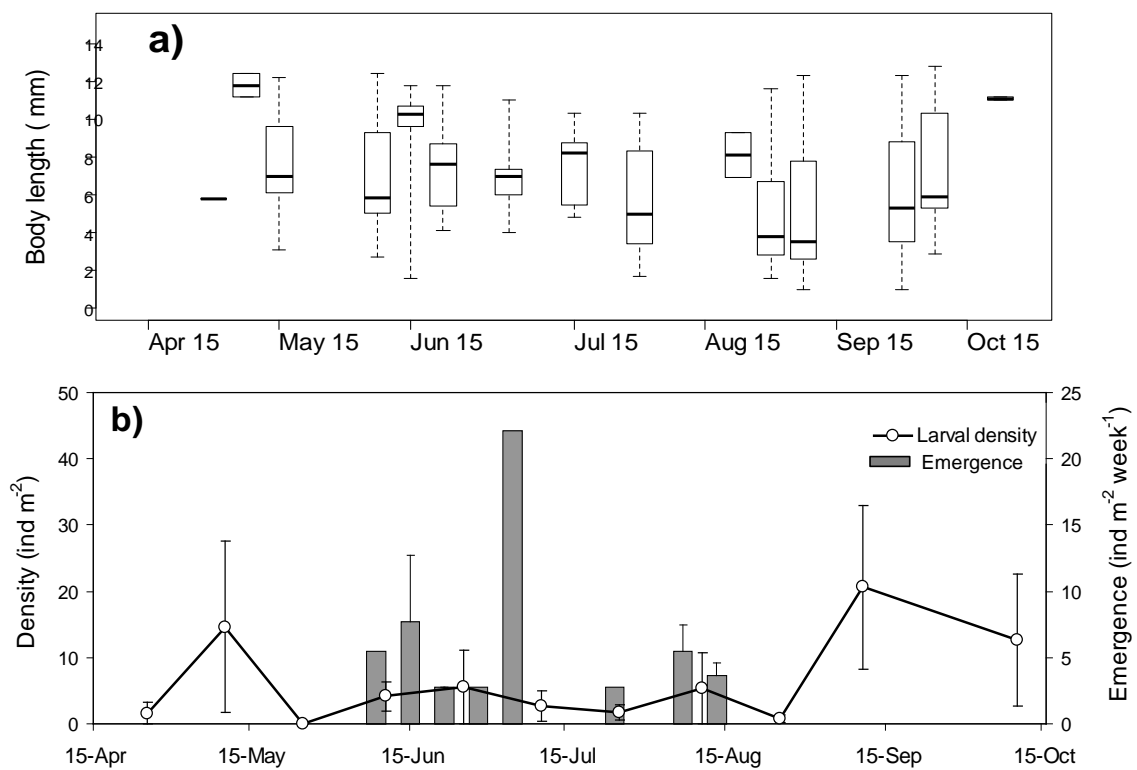 a)
Body length ( mm)
14
12
10
8
6
4
2
0
Apr 15 May 15 Jun 15 Jul 15 Aug 15 Sep 15 Oct 15
b)
Density (ind m-2)
50
40
30
20
10
0
Larval density
Emergence
25
20
15
10
5
0
Emergence (ind m-2 week-1)
15-Apr 15-May 15-Jun 15-Jul 15-Aug 15-Sep 15-Oct